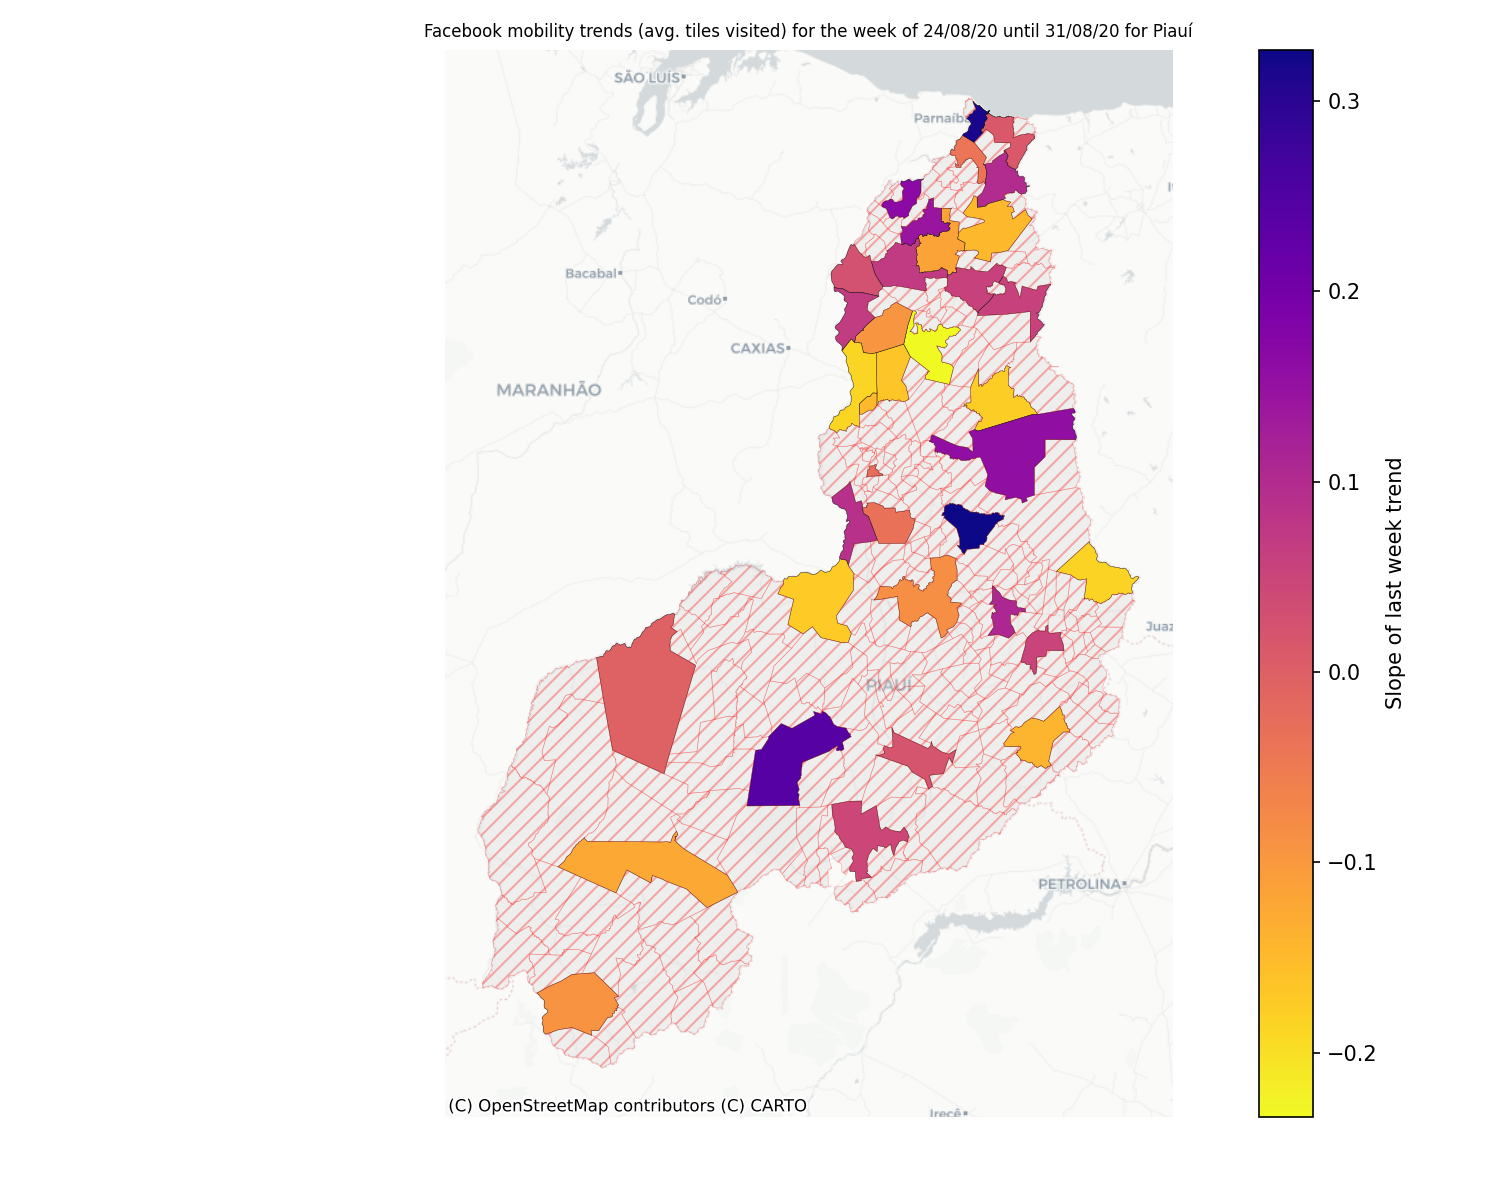 Facebook mobility trends (avg. tiles visited) for the week of 24/08/20 until 31/08/20 for Piauí
SÃO LUÍS
Parnaíba
Bacabal
Codó
CAXIAS
MARANHÃO
Juaz
PIAUÍ
PETROLINA
Irecê
(C) OpenStreetMap contributors (C) CARTO
0.3
0.2
0.1
0.0
−0.1
−0.2
Slope of last week trend